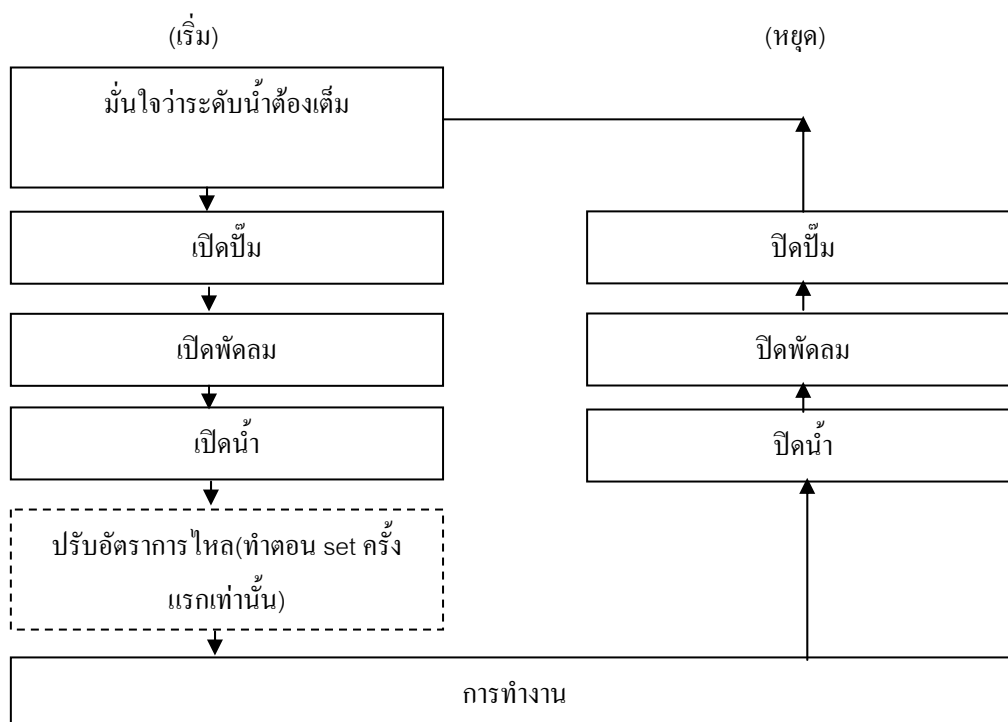 (เริ่ม)
(หยุด)
มั่นใจว่าระดับน้ำต้องเต็ม
เปิดปั๊ม
ปิดปั๊ม
เปิดพัดลม
ปิดพัดลม
เปิดน้ำ
ปิดน้ำ
ปรับอัตราการไหล(ทำตอน set ครั้ง
แรกเท่านั้น)
การทำงาน